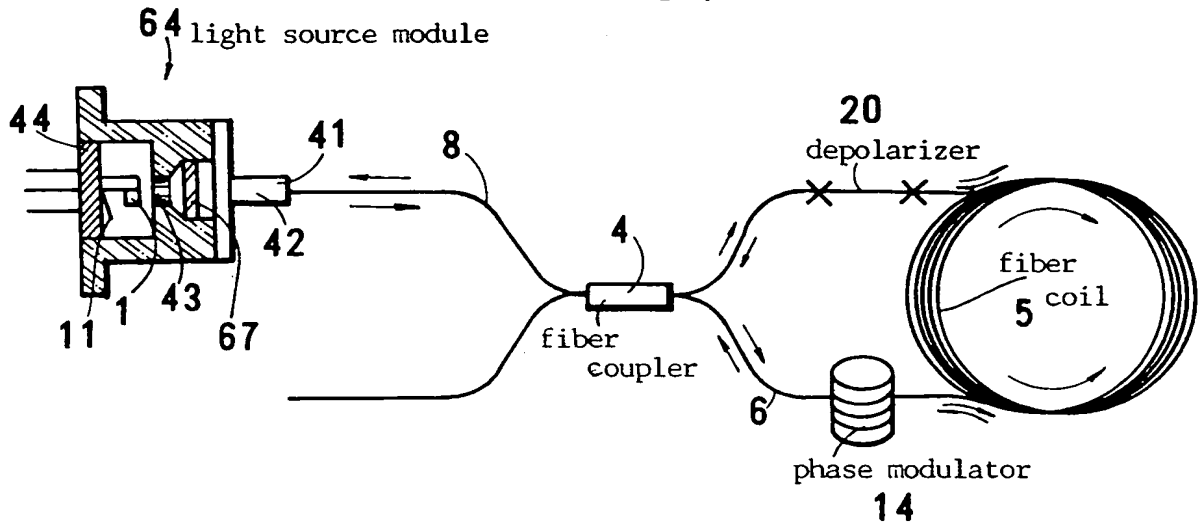 64 light source module
44
41
8
20
depolarizer
42
4
fiber
coil
5
11
1
43
67
fiber
coupler
6
phase modulator
14